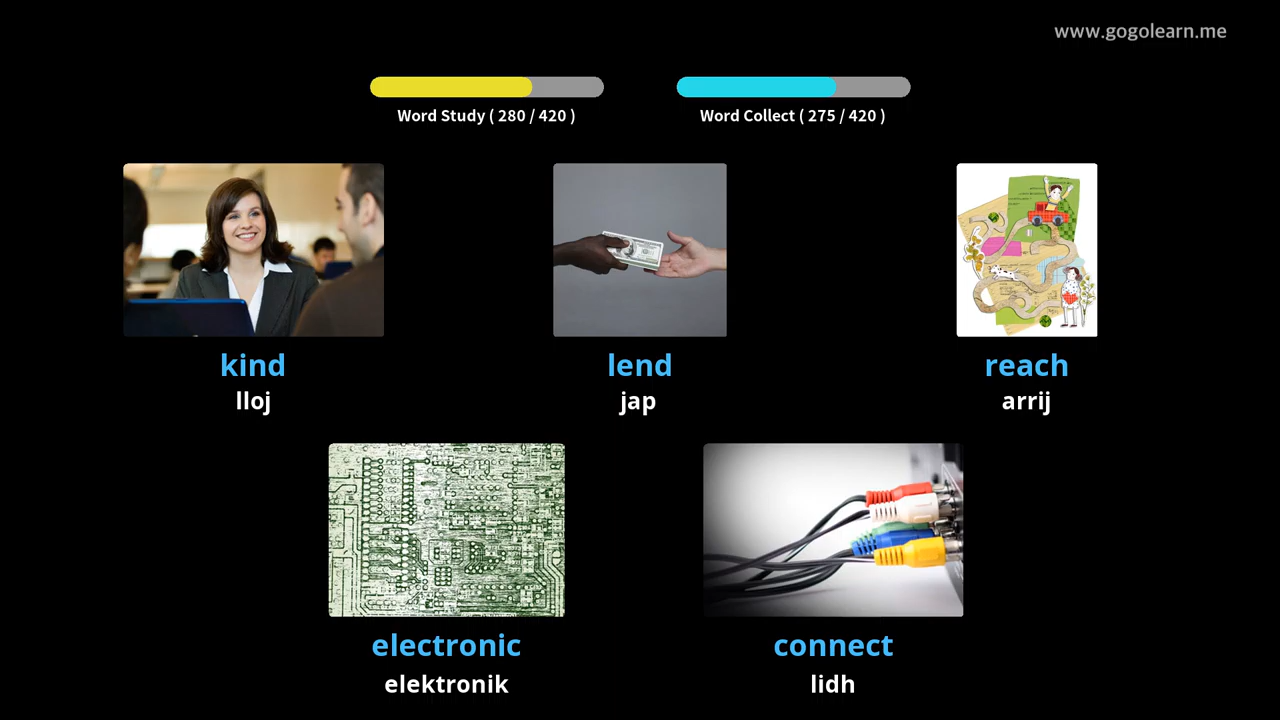 www.gogolearn.me
Word Study ( 280 / 420 )
Word Collect ( 275 / 420 )
kind
lend
reach
lloj
jap
arrij
electronic
connect
elektronik
lidh